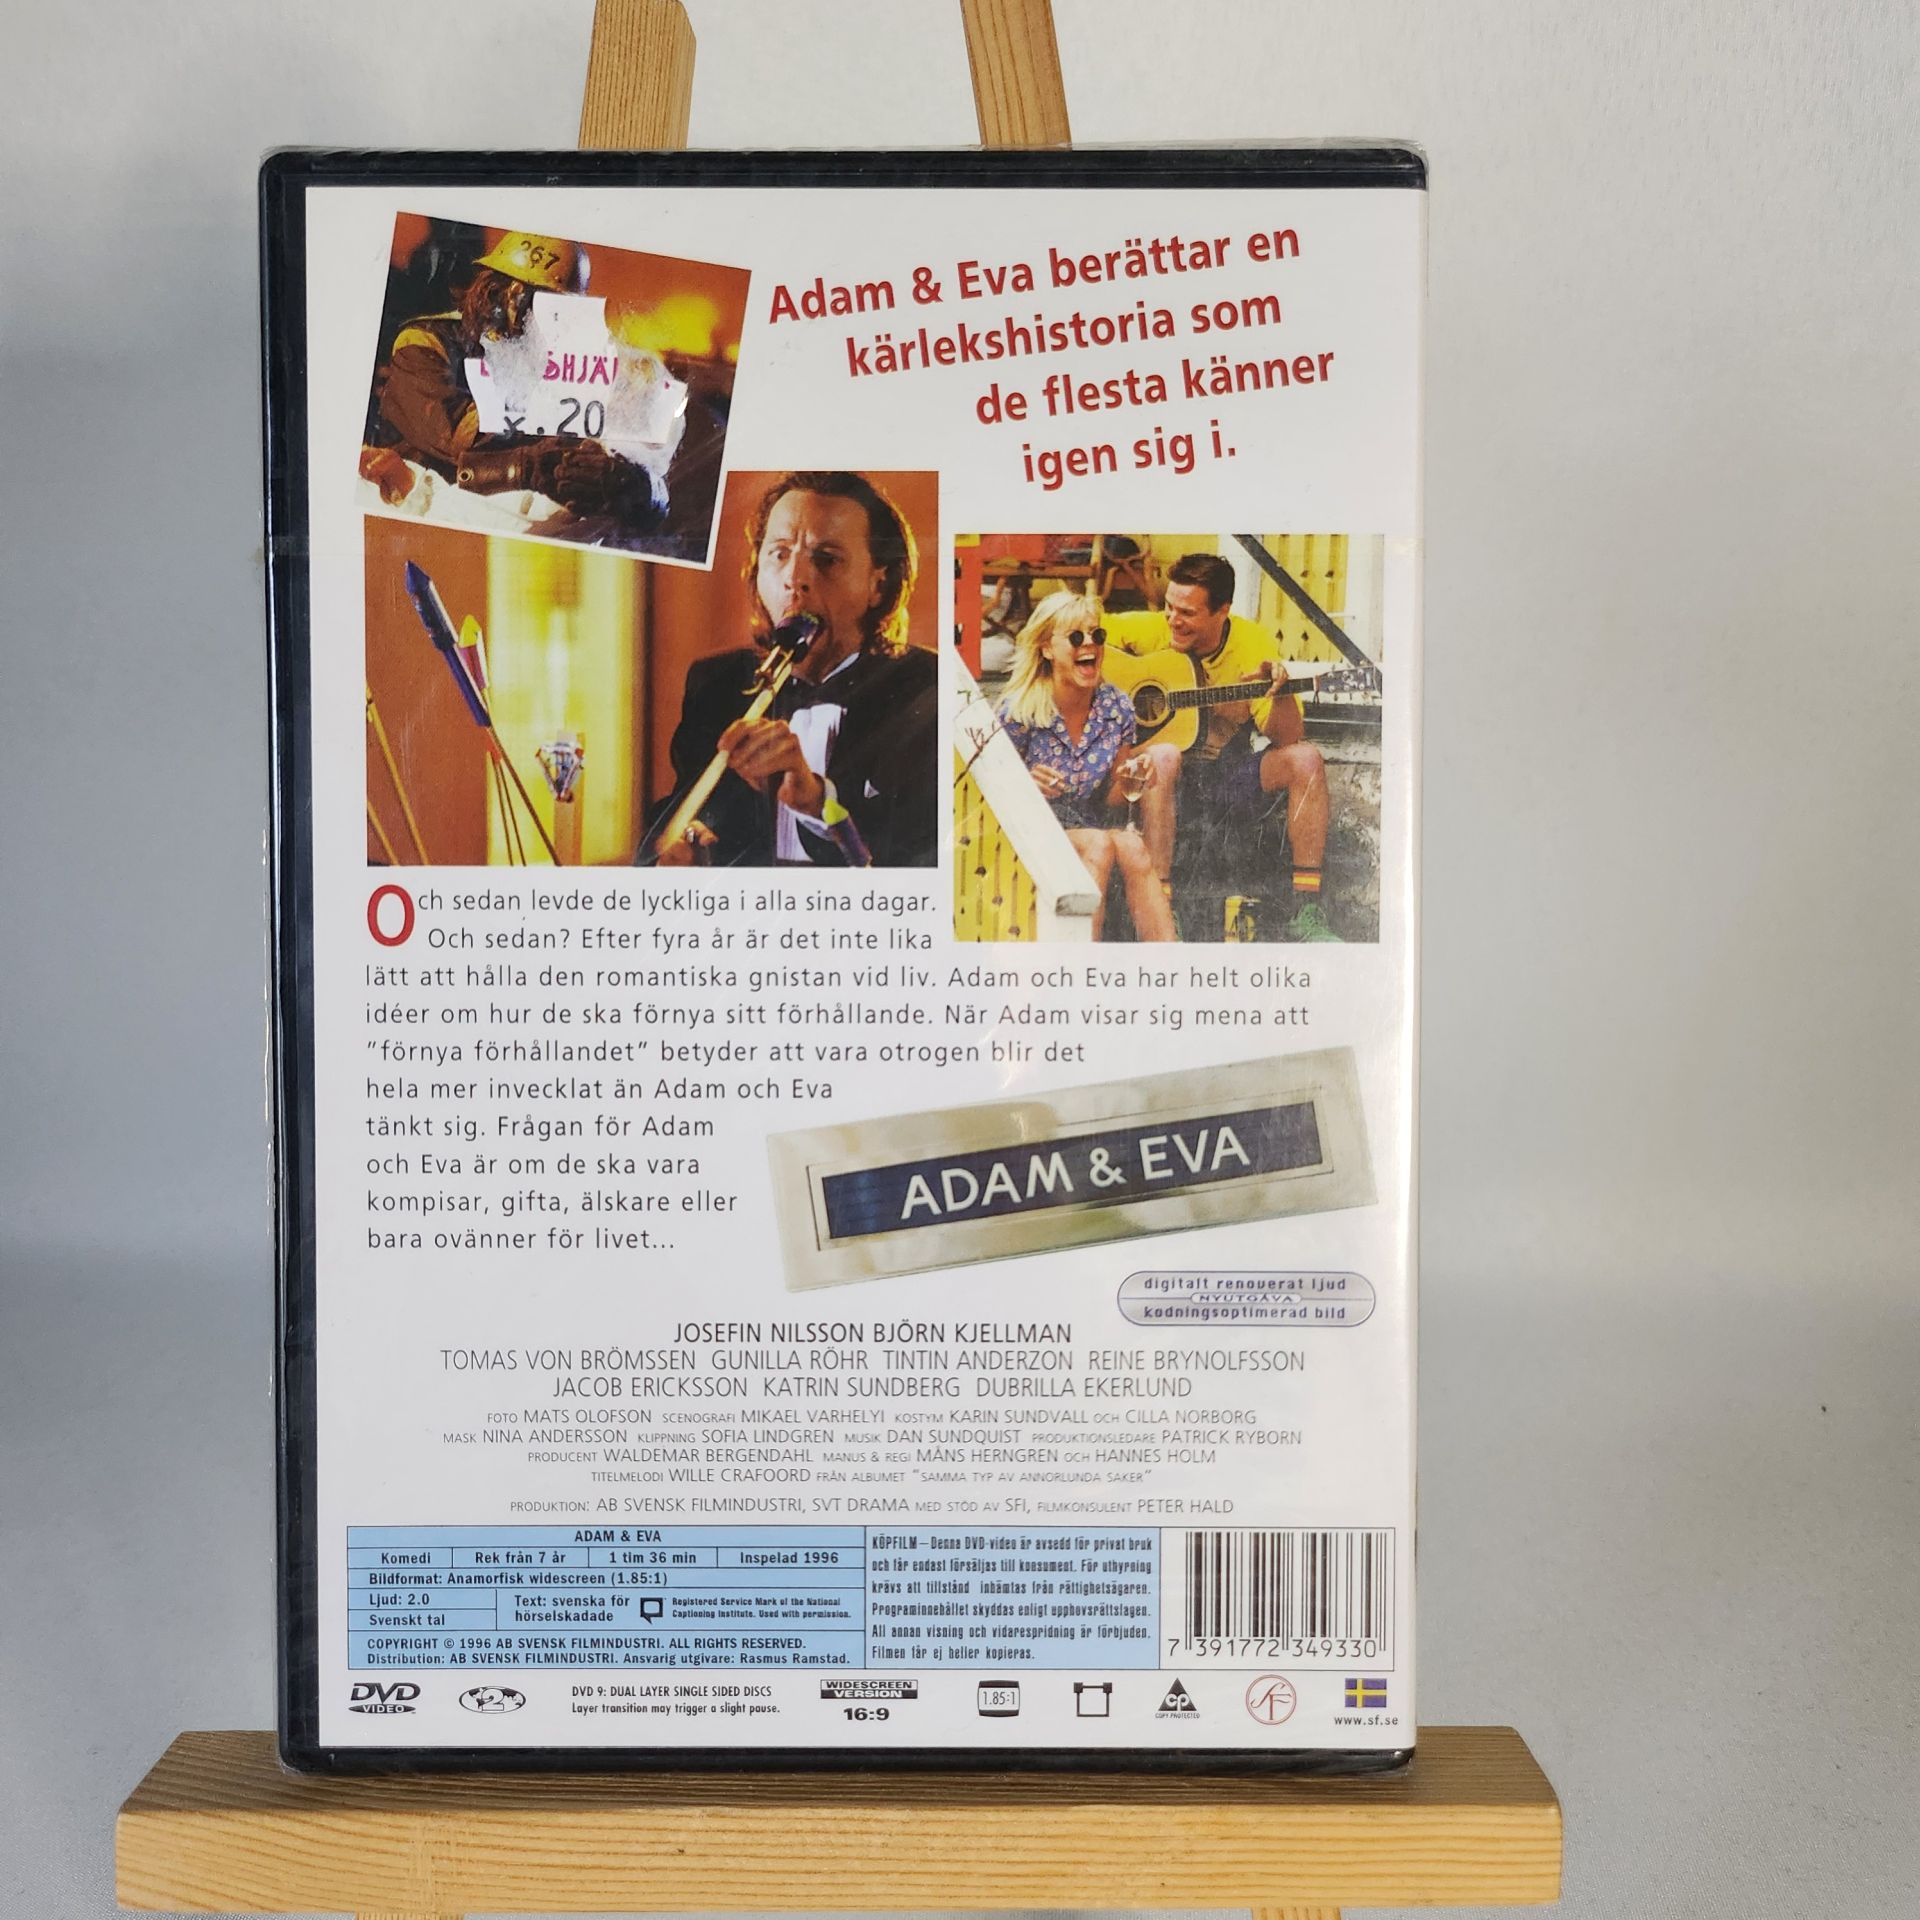 267
.20
Adam & Eva berättar en
kärlekshistoria som
de flesta känner
igen sig i.
Och sedan levde de lyckliga i alla sina dagar.
Och sedan? Efter fyra år är det inte lika
lätt att hålla den romantiska gnistan vid liv. Adam och Eva har helt olika
idéer om hur de ska förnya sitt förhållande. När Adam visar sig mena att
"förnya förhållandet" betyder att vara otrogen blir det
hela mer invecklat än Adam och Eva
tänkt sig. Frågan för Adam
och Eva är om de ska vara
kompisar, gifta, älskare eller
bara ovänner för livet...
ADAM & EVA
digitalt renoverat ljud
NYUTGÅVA
kodningsoptimerad bild
JOSEFIN NILSSON BJÖRN KJELLMAN
TOMAS VON BRÖMSSEN GUNILLA RÖHR TINTIN ANDERZON REINE BRYNOLFSSON
JACOB ERICKSSON KATRIN SUNDBERG DUBRILLA EKERLUND
FOTO MATS OLOFSON SCENOGRAFI MIKAEL VARHELYI KOSTYM KARIN SUNDVALL OCH CILLA NORBORG
MASK NINA ANDERSSON KLIPPNING SOFIA LINDGREN MUSIK DAN SUNDQUIST PRODUKTIONSLEDARE PATRICK RYBORN
PRODUCENT WALDEMAR BERGENDAHL MANUS & REGI MÅNS HERNGREN OCH HANNES HOLM
TITELMELODI WILLE CRAFOORD FRÅN ALBUMET "SAMMA TYP AV ANNORLUNDA SAKER"
PRODUKTION: AB SVENSK FILMINDUSTRI, SVT DRAMA MED STÖD AV SFI, FILMKONSULENT PETER HALD
ADAM & EVA
Komedi Rek från 7 år 1 tim 36 min Inspelad 1996
Bildformat: Anamorfisk widescreen (1.85:1)
Ljud: 2.0
Svenskt tal
Text: svenska för
hörselskadade
Registered Service Mark of the National
Captioning Institute. Used with permission.
COPYRIGHT © 1996 AB SVENSK FILMINDUSTRI. ALL RIGHTS RESERVED.
Distribution: AB SVENSK FILMINDUSTRI. Ansvarig utgivare: Rasmus Ramstad.
KÖPFILM – Denna DVD-video är avsedd för privat bruk
och får endast försäljas till konsument. För uthyrning
krävs att tillstånd inhämtas från rättighetsägaren.
Programinnehållet skyddas enligt upphovsrättslagen.
All annan visning och vidarespridning är förbjuden.
Filmen får ej heller kopieras.
7 391772 349330
DVD
VIDEO
2
DVD 9: DUAL LAYER SINGLE SIDED DISCS
Layer transition may trigger a slight pause.
WIDESCREEN
VERSION
16:9
1.85:1
CP
COPY PROTECTED
SF
www.sf.se